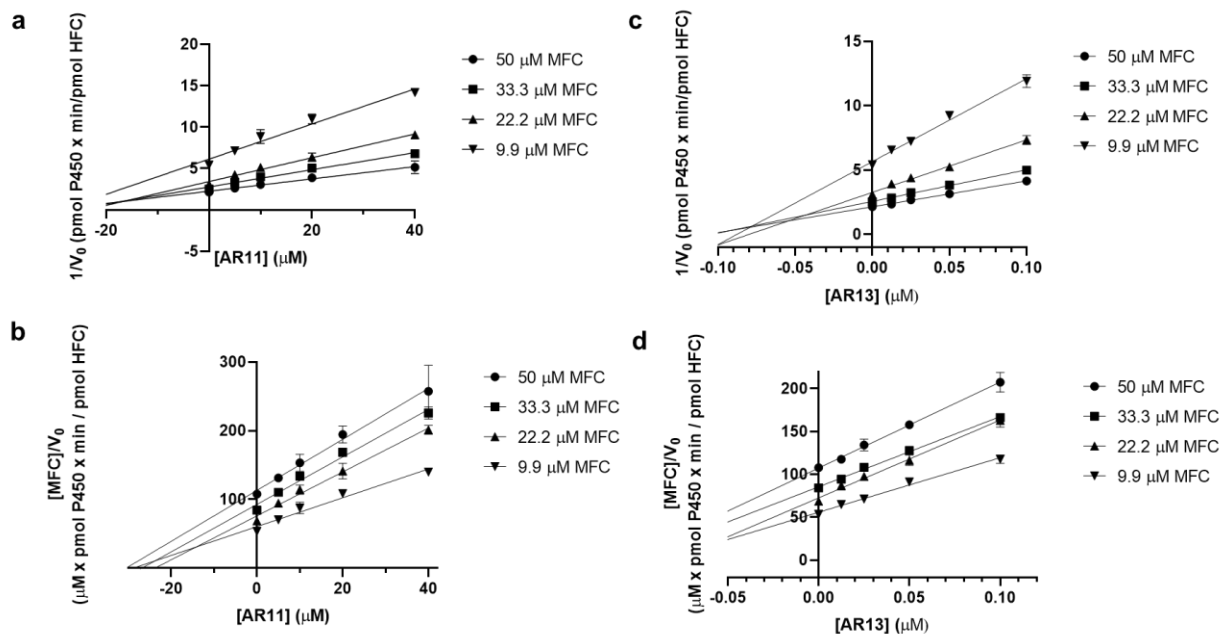 a
1/V0 (pmol P450 x min/pmol HFC)
20
15
10
5
-5
-20
0
20
40
[AR11] (μM)
50 μM MFC
33.3 μM MFC
22.2 μM MFC
9.9 μM MFC
c
1/V0 (pmol P450 x min/pmol HFC)
15
10
5
0
-0.10
-0.05
0.00
0.05
0.10
[AR13] (μM)
50 μM MFC
33.3 μM MFC
22.2 μM MFC
9.9 μM MFC
b
[MFC]/V0
(μM x pmol P450 x min / pmol HFC)
300
200
100
-20
0
20
40
[AR11] (μM)
50 μM MFC
33.3 μM MFC
22.2 μM MFC
9.9 μM MFC
d
[MFC]/V0
(μM x pmol P450 x min / pmol HFC)
200
150
100
50
0
-0.05
0.00
0.05
0.10
[AR13] (μM)
50 μM MFC
33.3 μM MFC
22.2 μM MFC
9.9 μM MFC